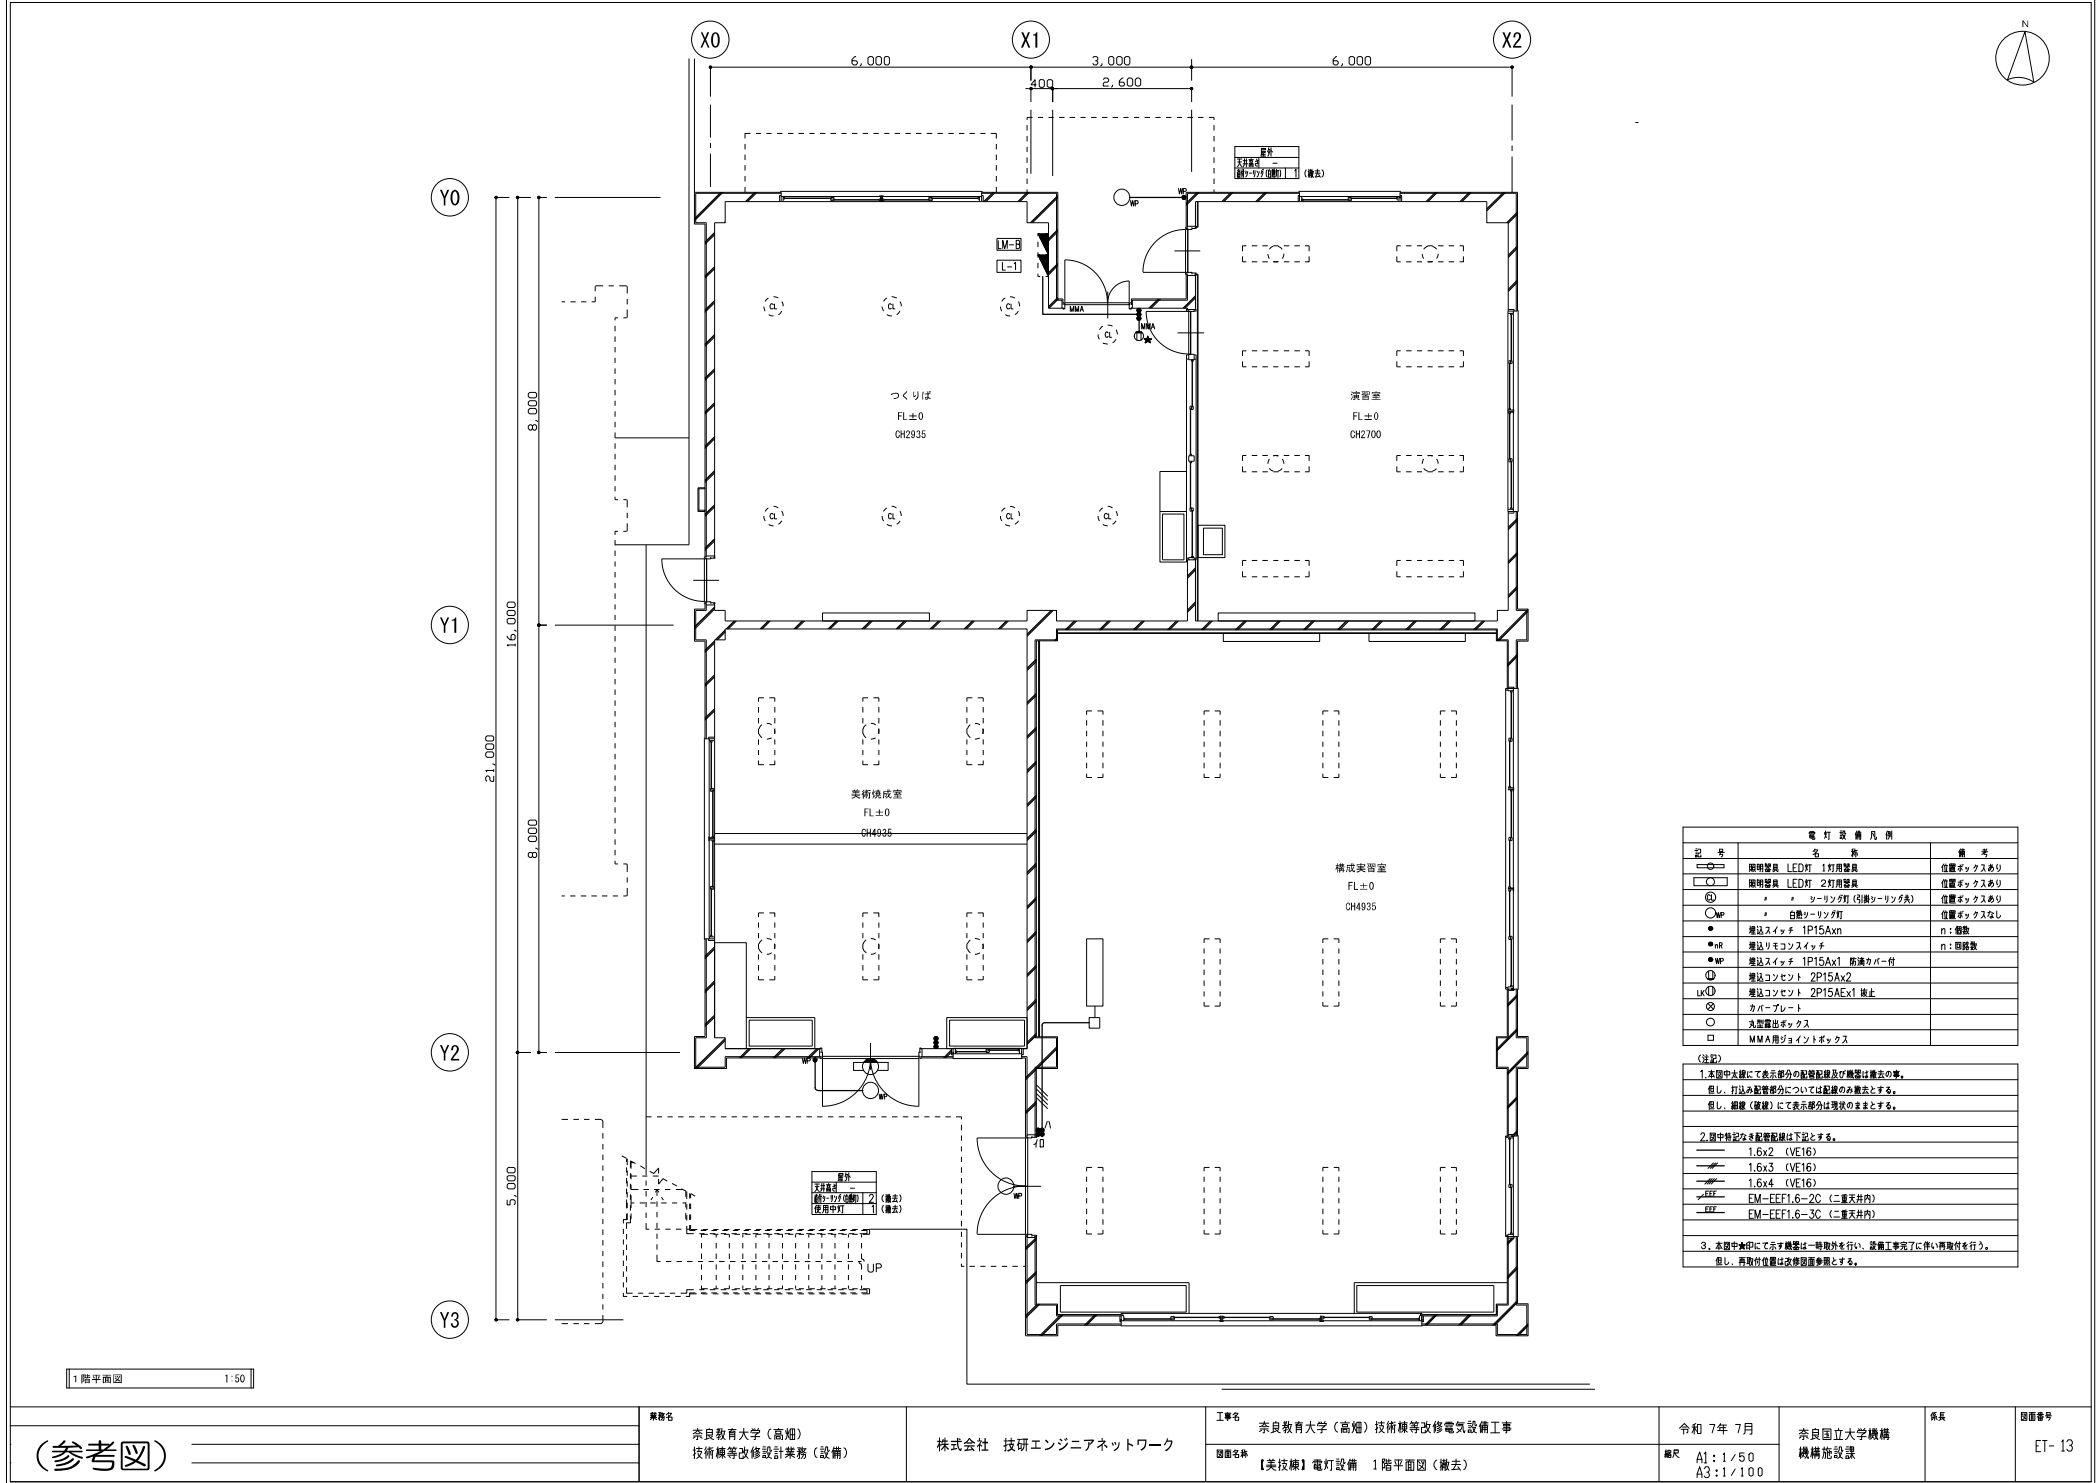 X0
X1
X2
N
6,000
3,000
6,000
400
2,600
屋外
天井高さ －
1 (撤去)
Y0
WP
WP
LM-B
L-1
MMA
MMA
CL
CL
CL
CL
★
つくりば
FL±0
CH2935
演習室
FL±0
CH2700
8,000
CL
CL
CL
CL
16,000
Y1
21,000
8,000
美術焼成室
FL±0
CH4935
構成実習室
FL±0
CH4935
Y2
WP
WP
ハ
イロ
WP
5,000
屋外
天井高さ －
2 (撤去)
使用中灯 1 (撤去)
UP
Y3
電灯設備凡例
記号 名称 備考
照明器具 LED灯 1灯用器具 位置ボックスあり
照明器具 LED灯 2灯用器具 位置ボックスあり
CL 〃 〃 シーリング灯(引掛シーリング共) 位置ボックスあり
WP 〃 白熱シーリング灯 位置ボックスなし
埋込スイッチ 1P15Axn n:個数
nR 埋込リモコンスイッチ n:回路数
WP 埋込スイッチ 1P15Ax1 防滴カバー付
埋込コンセント 2P15Ax2
LK 埋込コンセント 2P15AEx1 抜止
カバープレート
丸型露出ボックス
MMA用ジョイントボックス
(注記)
1.本図中太線にて表示部分の配管配線及び機器は撤去の事。
但し、打込み配管部分については配線のみ撤去とする。
但し、細線(破線)にて表示部分は現状のままとする。
2.図中特記なき配管配線は下記とする。
1.6x2 (VE16)
1.6x3 (VE16)
1.6x4 (VE16)
EEF EM-EEF1.6-2C (二重天井内)
EEF EM-EEF1.6-3C (二重天井内)
3.本図中★印にて示す機器は一時取外を行い、設備工事完了に伴い再取付を行う。
但し、再取付位置は改修図面参照とする。
1階平面図 1:50
(参考図)
業務名
奈良教育大学(高畑)
技術棟等改修設計業務(設備)
株式会社 技研エンジニアネットワーク
工事名
奈良教育大学(高畑)技術棟等改修電気設備工事
図面名称
【美技棟】電灯設備 1階平面図(撤去)
令和 7年 7月
縮尺 A1:1/50
A3:1/100
奈良国立大学機構
機構施設課
係長
図面番号
ET-13